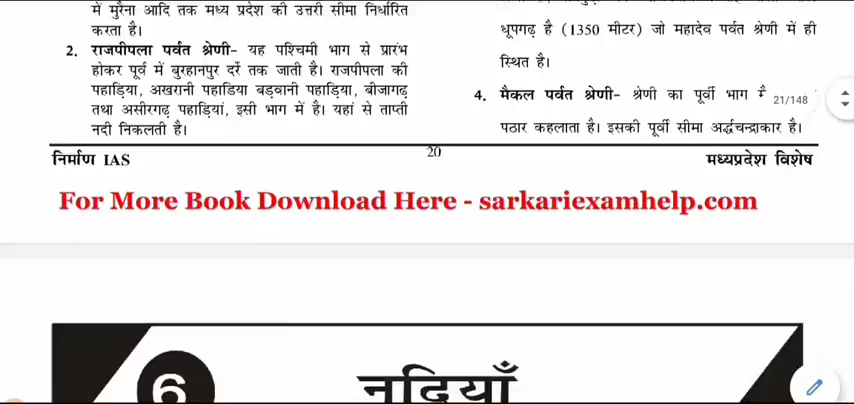 में मुरैना आदि तक मध्य प्रदेश की उत्तरी सीमा निर्धारित
करता है।
2. राजपीपला पर्वत श्रेणी- यह पश्चिमी भाग से प्रारंभ
होकर पूर्व में बुरहानपुर दर्रे तक जाती है। राजपीपला की
पहाड़िया, अखरानी पहाडिया बड़वानी पहाड़िया, बीजागढ़
तथा असीरगढ़ पहाड़ियां, इसी भाग में है। यहां से ताप्ती
नदी निकलती है।
धूपगढ़ है (1350 मीटर) जो महादेव पर्वत श्रेणी में ही
स्थित है।
4. मैकल पर्वत श्रेणी- श्रेणी का पूर्वी भाग
21/148
पठार कहलाता है। इसकी पूर्वी सीमा अर्द्धचन्द्राकार है।
निर्माण IAS
20
मध्यप्रदेश विशेष
For More Book Download Here - sarkariexamhelp.com
6
नदियाँ